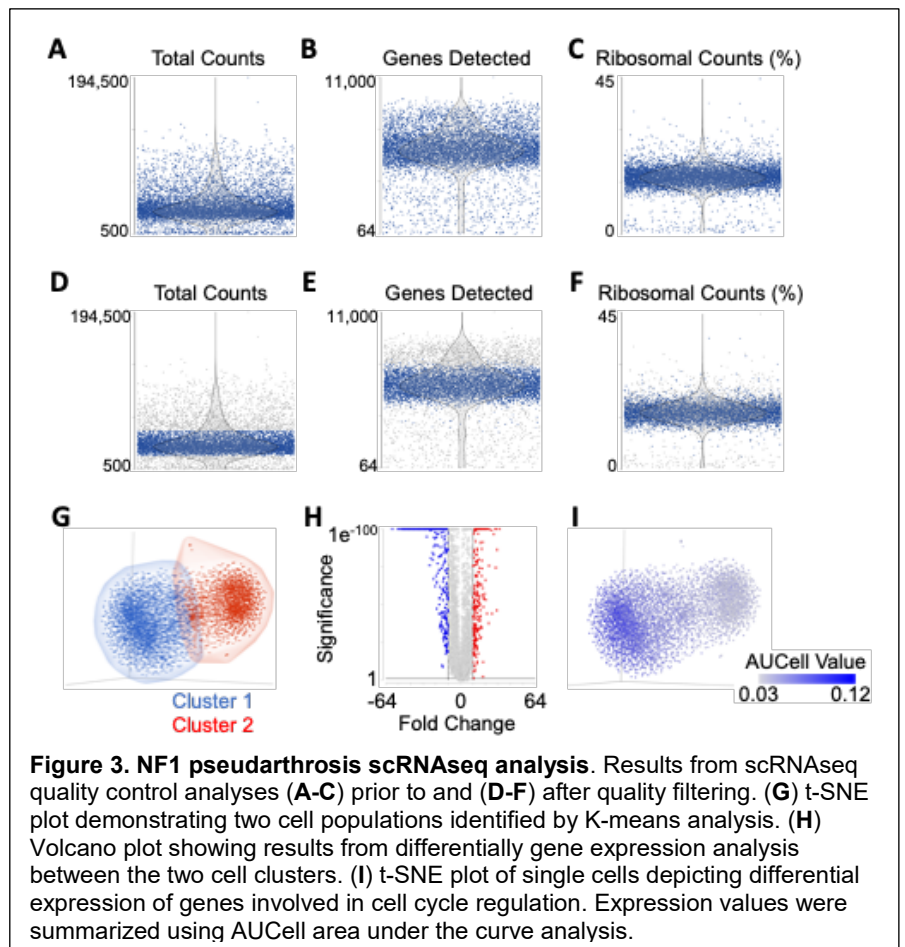 A Total Counts B Genes Detected C Ribosomal Counts (%)
194,500 11,000 45
500 64 0
D Total Counts E Genes Detected F Ribosomal Counts (%)
194,500 11,000 45
500 64 0
G H I
1e-100
Significance
1
-64 0 64
Fold Change
Cluster 1
Cluster 2
AUCell Value
0.03 0.12
Figure 3. NF1 pseudarthrosis scRNAseq analysis. Results from scRNAseq
quality control analyses (A-C) prior to and (D-F) after quality filtering. (G) t-SNE
plot demonstrating two cell populations identified by K-means analysis. (H)
Volcano plot showing results from differentially gene expression analysis
between the two cell clusters. (I) t-SNE plot of single cells depicting differential
expression of genes involved in cell cycle regulation. Expression values were
summarized using AUCell area under the curve analysis.